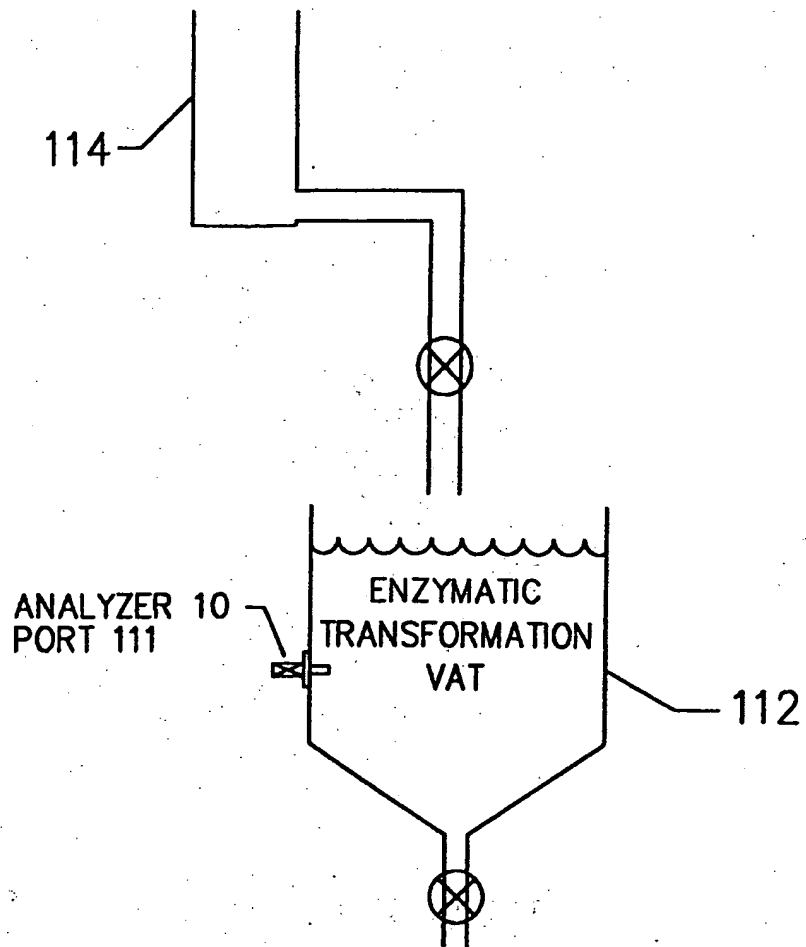 114
ANALYZER 10
PORT 111
ENZYMATIC
TRANSFORMATION
VAT
112